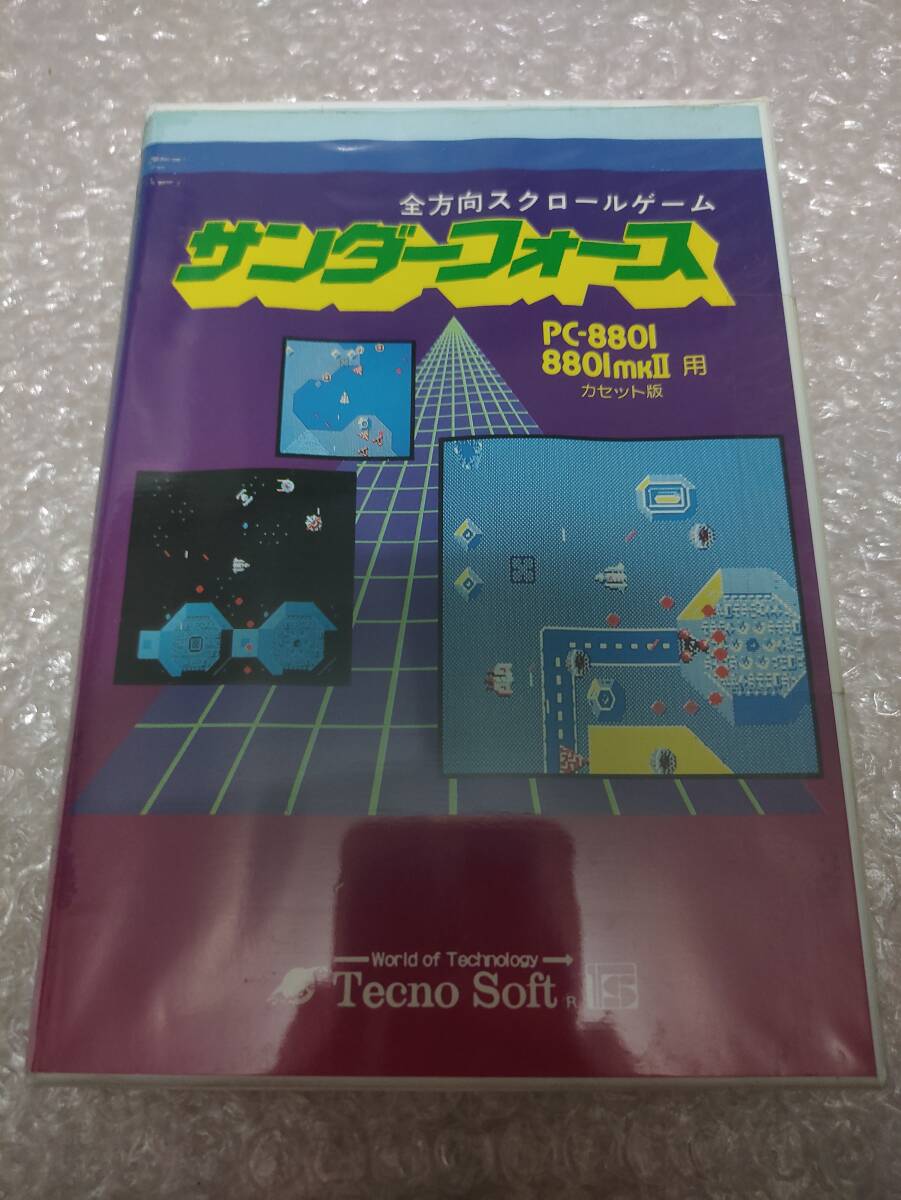 全方向スクロールゲーム
サンダーフォース
PC-8801
8801mkII 用
カセット版
World of Technology
Tecno Soft R